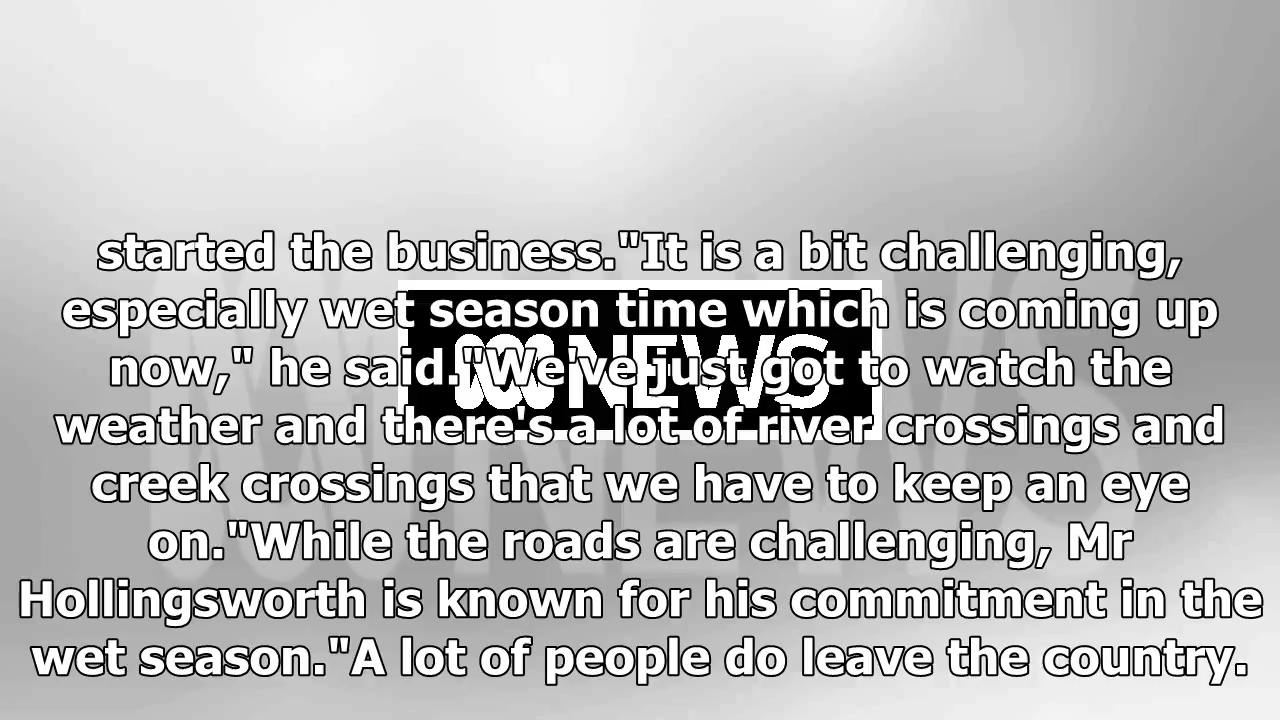 started the business."It is a bit challenging,
especially wet season time which is coming up
now," he said."We've just got to watch the
weather and there's a lot of river crossings and
creek crossings that we have to keep an eye
on."While the roads are challenging, Mr
Hollingsworth is known for his commitment in the
wet season."A lot of people do leave the country.
NEWS
NEWS